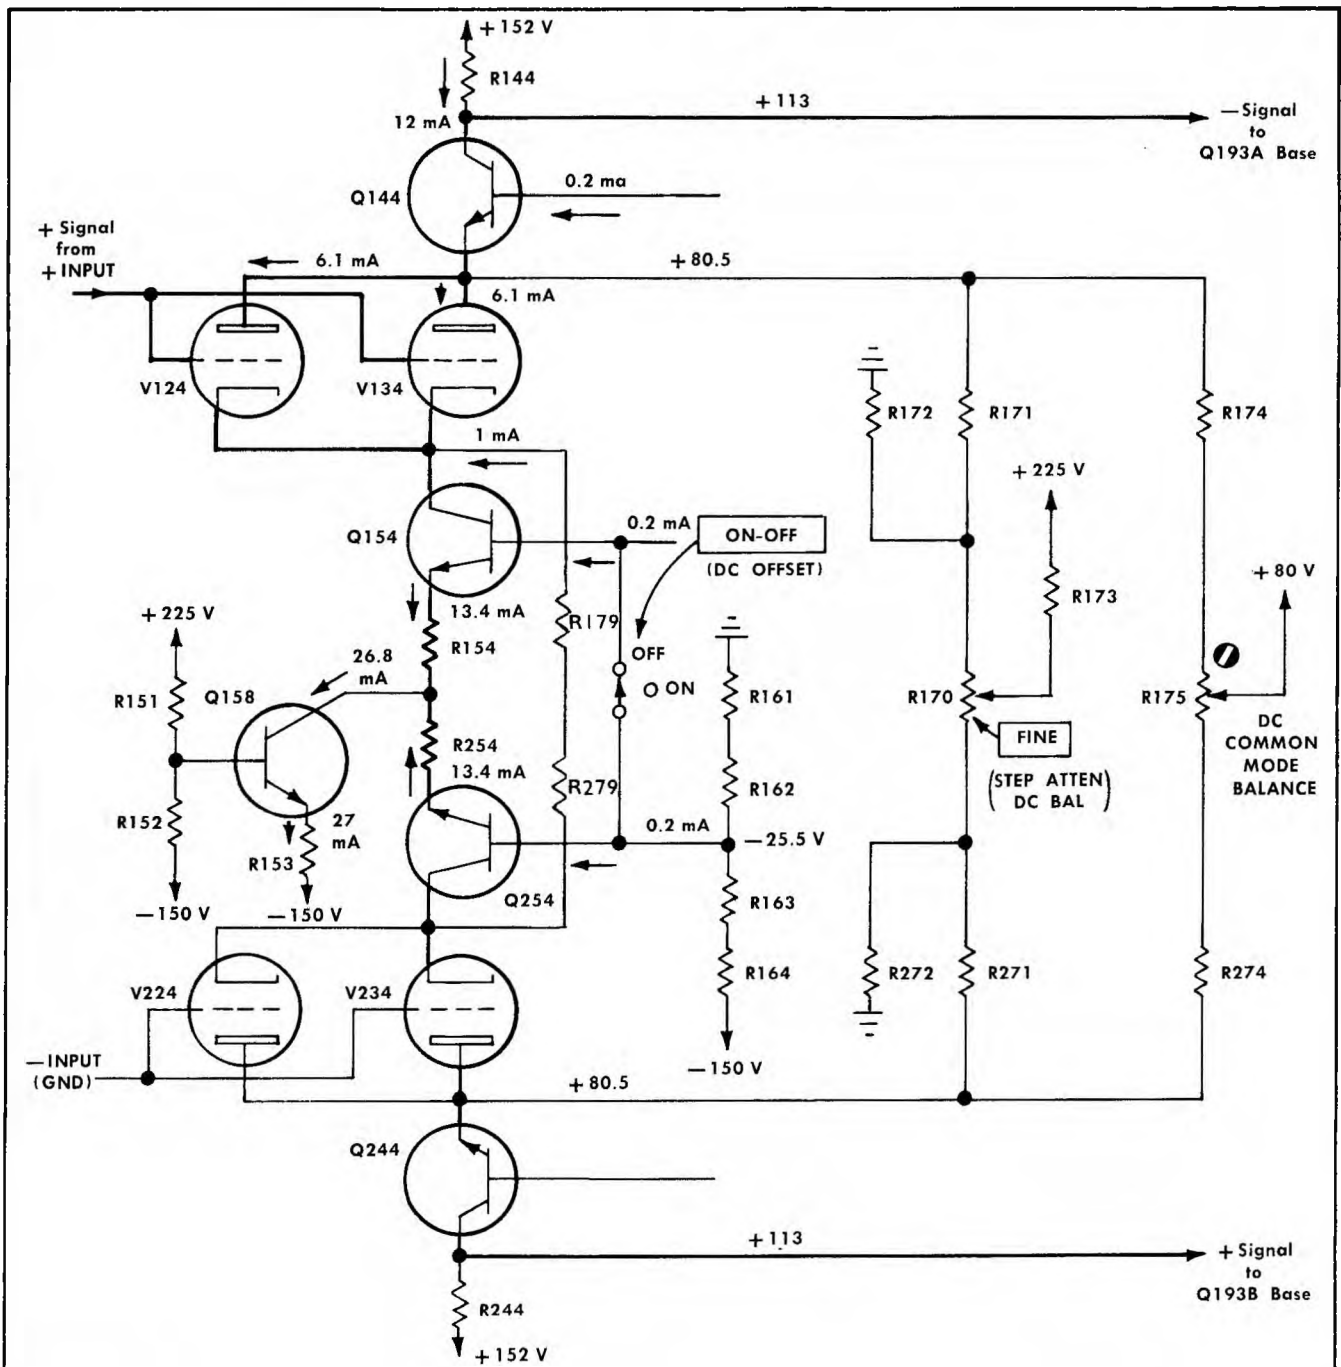 + 152 V
R144
+ 113
— Signal
to
Q193A Base
12 mA
Q144
0.2 ma
+ Signal
from
+ INPUT
6.1 mA
+ 80.5
6.1 mA
V124
V134
R172
R171
R174
1 mA
+ 225 V
Q154
0.2 mA
ON-OFF
(DC OFFSET)
+ 80 V
13.4 mA
R179
R173
+ 225 V
R154
OFF
26.8
mA
O ON
R151
Q158
R161
R170
R175
R254
FINE
DC
COMMON
MODE
BALANCE
13.4 mA
R279
R162
(STEP ATTEN
DC BAL)
R152
27
mA
0.2 mA
— 25.5 V
R153
Q254
R163
— 150 V
— 150 V
V224
V234
R164
R272
R271
R274
— INPUT
(GND)
— 150 V
+ 80.5
Q244
+ 113
+ Signal
to
Q193B Base
R244
+ 152 V